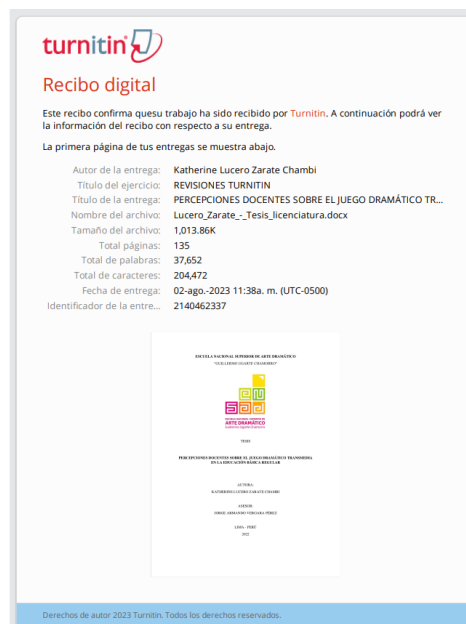 turnitin
Recibo digital
Este recibo confirma quesu trabajo ha sido recibido por Turnitin. A continuación podrá ver
la información del recibo con respecto a su entrega.
La primera página de tus entregas se muestra abajo.
Autor de la entrega: Katherine Lucero Zarate Chambi
Título del ejercicio: REVISIONES TURNITIN
Título de la entrega: PERCEPCIONES DOCENTES SOBRE EL JUEGO DRAMÁTICO TR...
Nombre del archivo: Lucero_Zarate_-_Tesis_licenciatura.docx
Tamaño del archivo: 1,013.86K
Total páginas: 135
Total de palabras: 37,652
Total de caracteres: 204,472
Fecha de entrega: 02-ago.-2023 11:38a. m. (UTC-0500)
Identificador de la entre... 2140462337
ESCUELA NACIONAL SUPERIOR DE ARTE DRAMÁTICO
"GUILLERMO UGARTE CHAMORRO"
ESCUELA NACIONAL SUPERIOR DE
ARTE DRAMÁTICO
Guillermo Ugarte Chamorro
TESIS
PERCEPCIONES DOCENTES SOBRE EL JUEGO DRAMÁTICO TRANSMEDIA
EN LA EDUCACIÓN BÁSICA REGULAR
AUTORA:
KATHERINE LUCERO ZARATE CHAMBI
ASESOR:
JORGE ARMANDO VERGARA PÉREZ
LIMA - PERÚ
Derechos de autor 2023 Turnitin. Todos los derechos reservados.